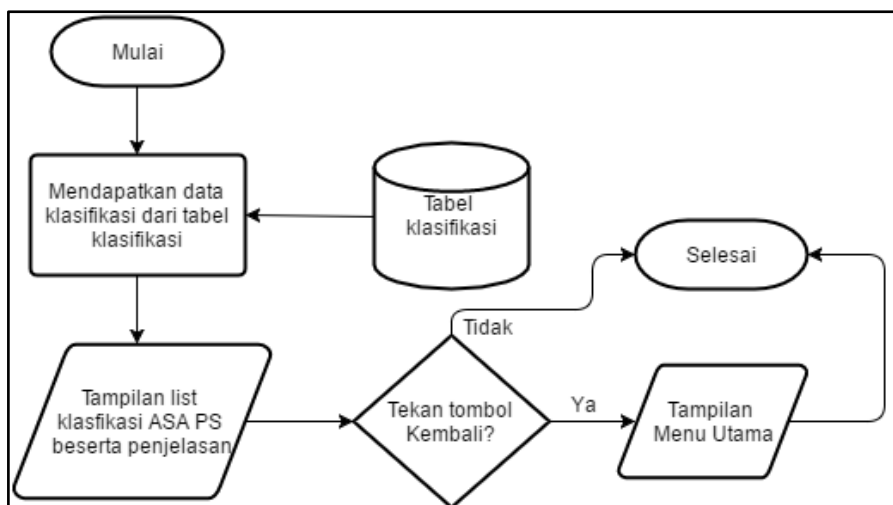 Mulai
Mendapatkan data
klasifikasi dari tabel
klasifikasi
Tabel
klasifikasi
Selesai
Tidak
Tampilan list
klasfikasi ASA PS
beserta penjelasan
Tekan tombol
Kembali?
Ya
Tampilan
Menu Utama